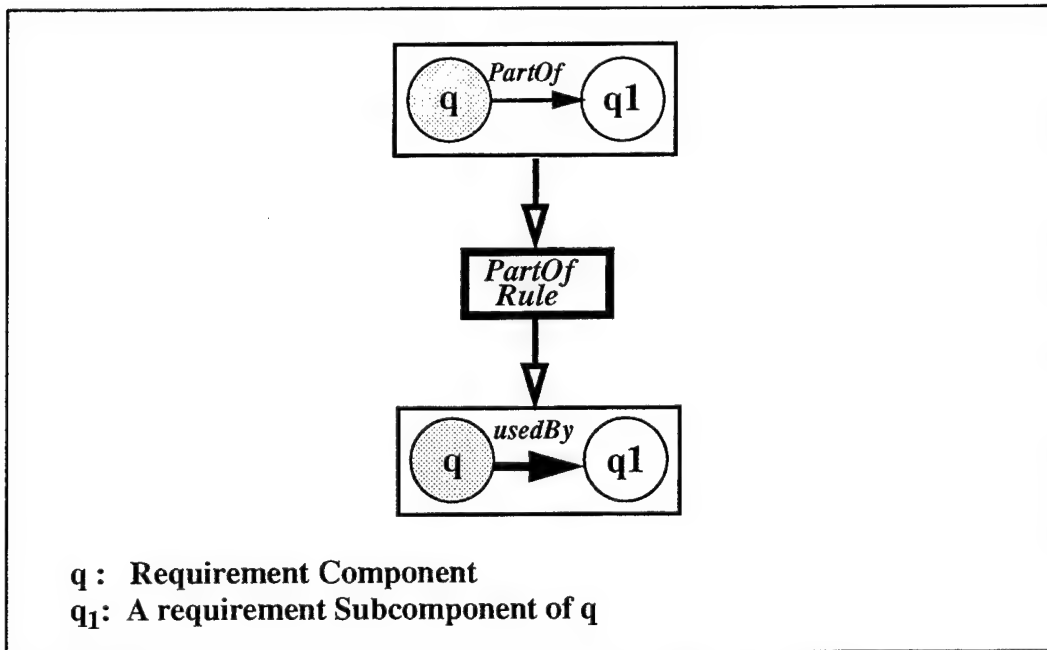 PartOf
q q1
PartOf
Rule
usedBy
q q1
q : Requirement Component
q₁: A requirement Subcomponent of q